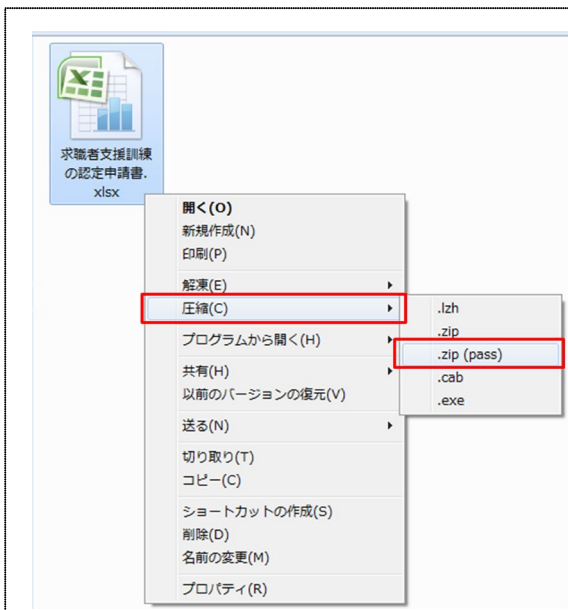 求職者支援訓練
の認定申請書.
xlsx
開く(O)
新規作成(N)
印刷(P)
解凍(E)
圧縮(C)
プログラムから開く(H)
共有(H)
以前のバージョンの復元(V)
送る(N)
切り取り(T)
コピー(C)
ショートカットの作成(S)
削除(D)
名前の変更(M)
プロパティ(R)
.lzh
.zip
.zip (pass)
.cab
.exe